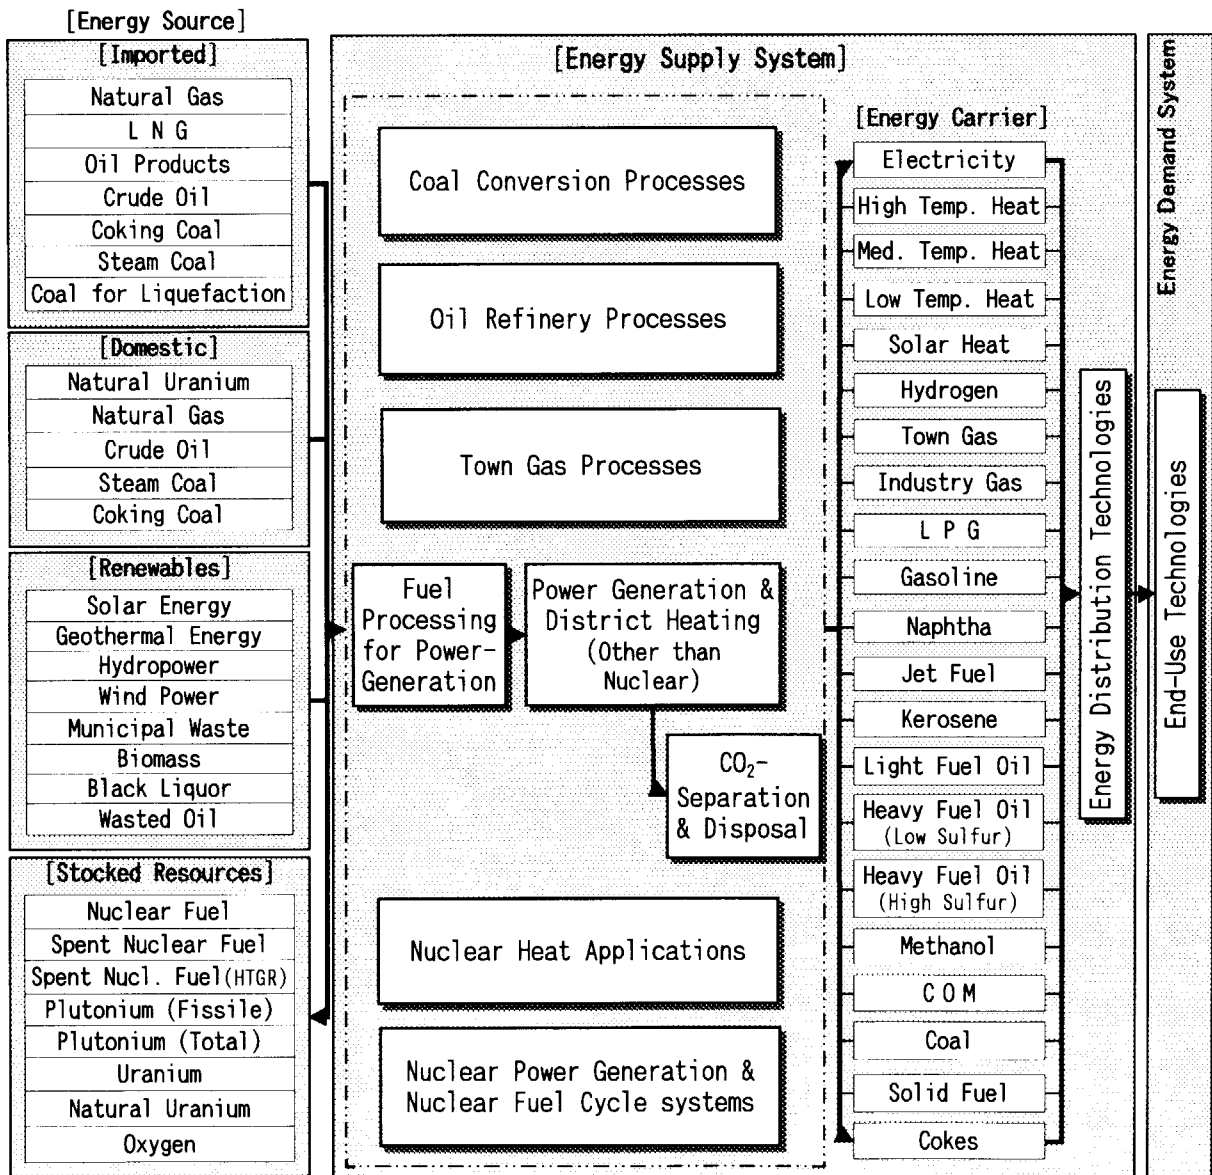 [Energy Source]
[Imported]
Natural Gas
L N G
Oil Products
Crude Oil
Coking Coal
Steam Coal
Coal for Liquefaction
[Domestic]
Natural Uranium
Natural Gas
Crude Oil
Steam Coal
Coking Coal
[Renewables]
Solar Energy
Geothermal Energy
Hydropower
Wind Power
Municipal Waste
Biomass
Black Liquor
Wasted Oil
[Stocked Resources]
Nuclear Fuel
Spent Nuclear Fuel
Spent Nucl. Fuel(HTGR)
Plutonium (Fissile)
Plutonium (Total)
Uranium
Natural Uranium
Oxygen
[Energy Supply System]
Coal Conversion Processes
Oil Refinery Processes
Town Gas Processes
Fuel
Processing
for Power-
Generation
Power Generation &
District Heating
(Other than
Nuclear)
CO₂-
Separation
& Disposal
Nuclear Heat Applications
Nuclear Power Generation &
Nuclear Fuel Cycle systems
[Energy Carrier]
Electricity
High Temp. Heat
Med. Temp. Heat
Low Temp. Heat
Solar Heat
Hydrogen
Town Gas
Industry Gas
L P G
Gasoline
Naphtha
Jet Fuel
Kerosene
Light Fuel Oil
Heavy Fuel Oil
(Low Sulfur)
Heavy Fuel Oil
(High Sulfur)
Methanol
C O M
Coal
Solid Fuel
Cokes
Energy Distribution Technologies
Energy Demand System
End-Use Technologies